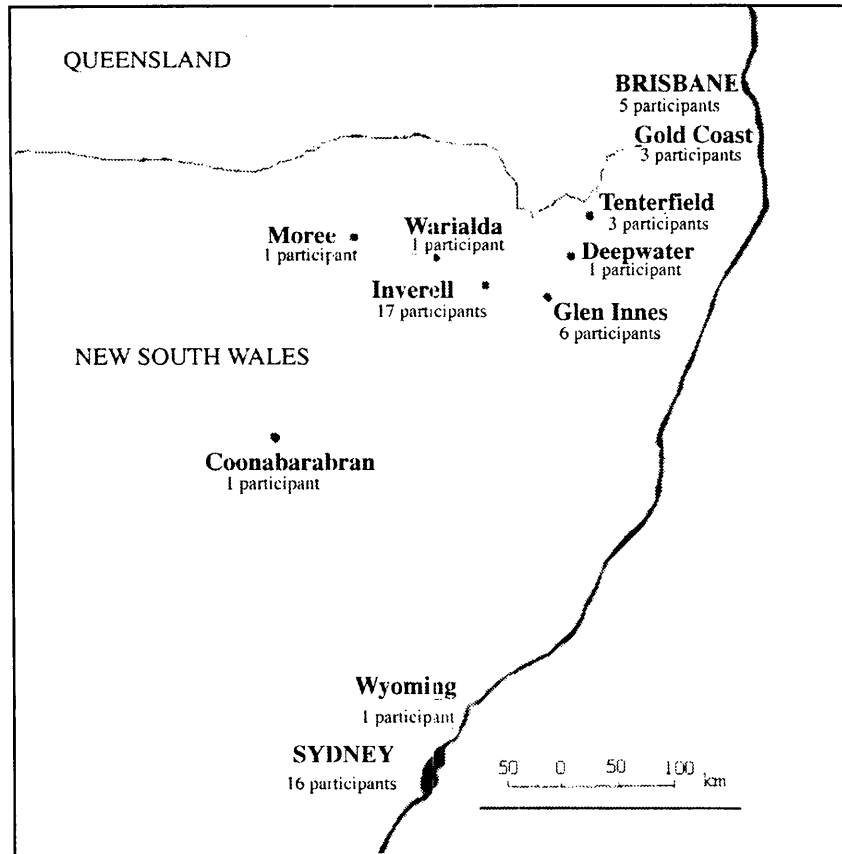 QUEENSLAND
BRISBANE
5 participants
Gold Coast
3 participants
Tenterfield
3 participants
Moree
1 participant
Warialda
1 participant
Deepwater
1 participant
Inverell
17 participants
Glen Innes
6 participants
NEW SOUTH WALES
Coonabarabran
1 participant
Wyoming
1 participant
SYDNEY
16 participants
50 0 50 100 km